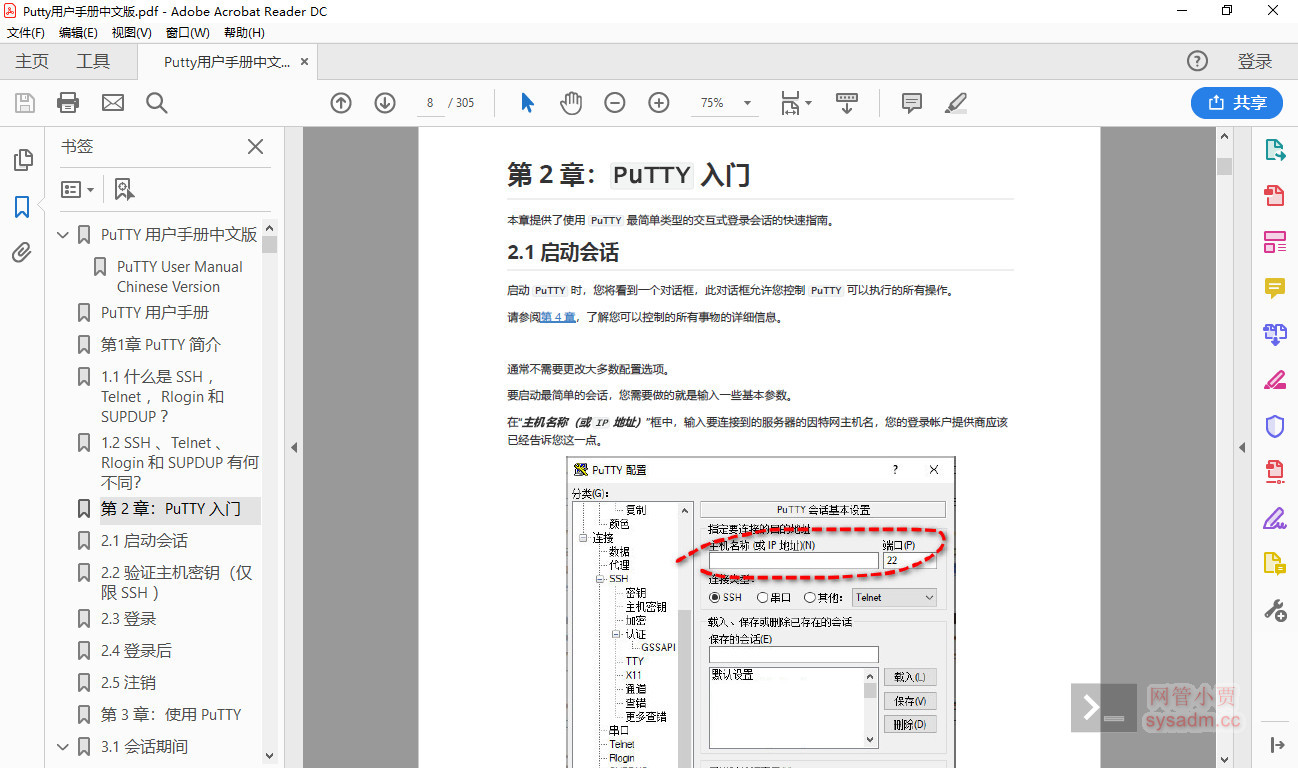 Putty用户手册中文版.pdf - Adobe Acrobat Reader DC
文件(F) 编辑(E) 视图(V) 窗口(W) 帮助(H)
主页 工具 Putty用户手册中文... × ? 登录
8 / 305 75% 共享
书签
PuTTY 用户手册中文版
PuTTY User Manual
Chinese Version
PuTTY 用户手册
第1章 PuTTY 简介
1.1 什么是 SSH ，
Telnet ，Rlogin 和
SUPDUP ？
1.2 SSH 、Telnet 、
Rlogin 和 SUPDUP 有何
不同?
第 2 章：PuTTY 入门
2.1 启动会话
2.2 验证主机密钥（仅
限 SSH ）
2.3 登录
2.4 登录后
2.5 注销
第 3 章：使用 PuTTY
3.1 会话期间
第 2 章：PuTTY 入门
本章提供了使用 PuTTY 最简单类型的交互式登录会话的快速指南。
2.1 启动会话
启动 PuTTY 时，您将看到一个对话框，此对话框允许您控制 PuTTY 可以执行的所有操作。
请参阅第 4 章，了解您可以控制的所有事物的详细信息。
通常不需要更改大多数配置选项。
要启动最简单的会话，您需要做的就是输入一些基本参数。
在“主机名称（或 IP 地址）”框中，输入要连接到的服务器的因特网主机名，您的登录帐户提供商应该
已经告诉您这一点。
PuTTY 配置 ? ×
分类(G):
复制
颜色
连接
数据
代理
SSH
密钥
主机密钥
加密
认证
GSSAPI
TTY
X11
通道
查错
更多查错
串口
Telnet
Rlogin
PuTTY 会话基本设置
指定要连接的目的地址
主机名称 (或 IP 地址)(N) 端口(P)
22
连接类型:
SSH 串口 其他: Telnet
载入、保存或删除已存在的会话
保存的会话(E)
默认设置
载入(L)
保存(V)
删除(D)
网管小贾
sysadm.cc